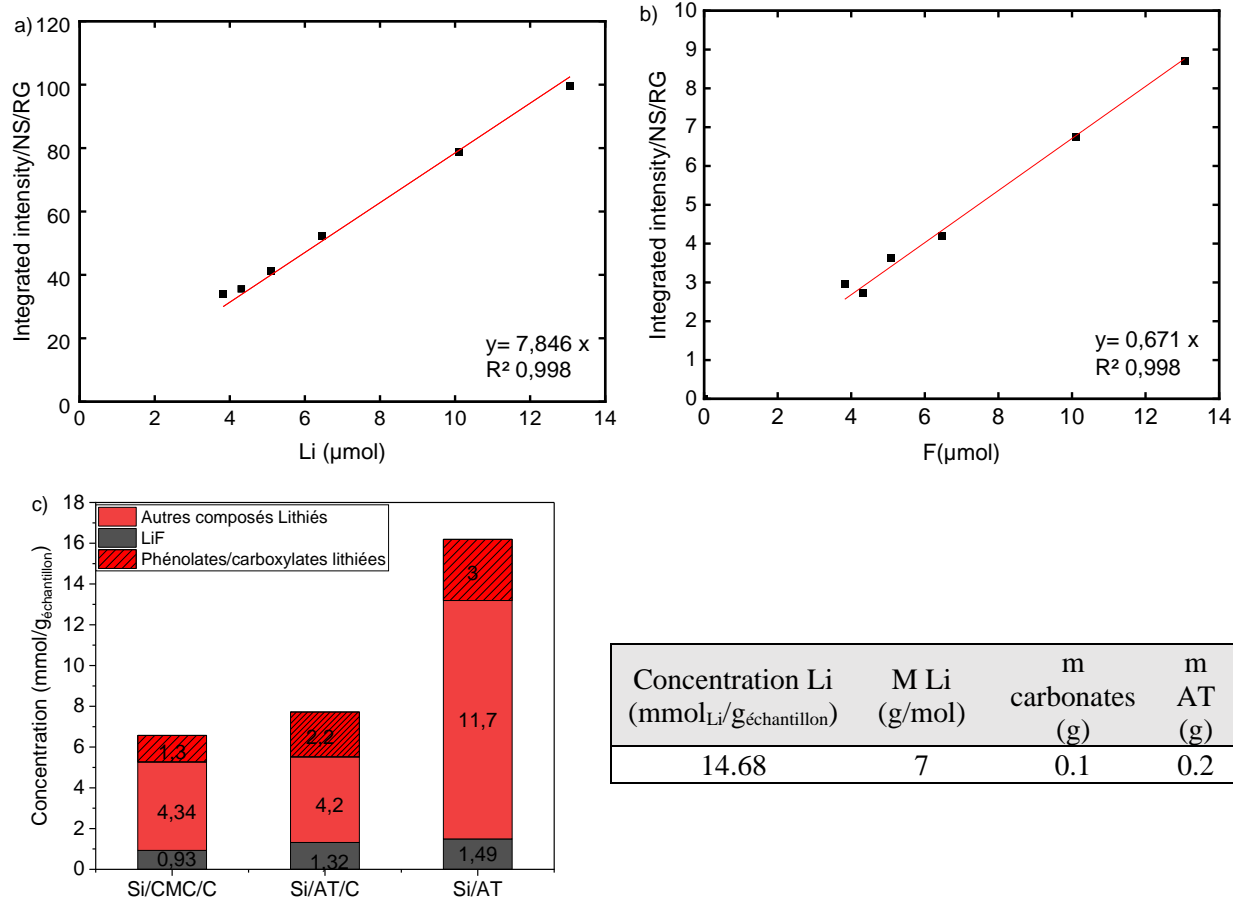 a)
120
100
80
60
40
20
0
Integrated intensity/NS/RG
y= 7,846 x
R² 0,998
0 2 4 6 8 10 12 14
Li (µmol)
b)
10
9
8
7
6
5
4
3
2
1
0
Integrated intensity/NS/RG
y= 0,671 x
R² 0,998
0 2 4 6 8 10 12 14
F(µmol)
c)
18
16
14
12
10
8
6
4
2
0
Concentration (mmol/géchantillon)
Autres composés Lithiés
LiF
Phénolates/carboxylates lithiées
1,3
4,34
0,93
2,2
4,2
1,32
3
11,7
1,49
Si/CMC/C Si/AT/C Si/AT
Concentration Li
(mmolLi/géchantillon)
M Li
(g/mol)
m
carbonates
(g)
m
AT
(g)
14.68 7 0.1 0.2